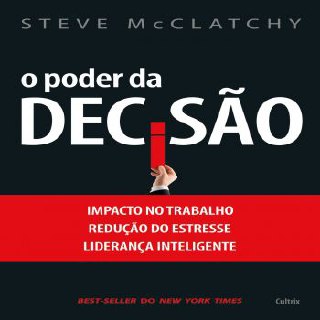 STEVE McCLATCHY
o poder da
DECiSÃO
IMPACTO NO TRABALHO
REDUÇÃO DO ESTRESSE
LIDERANÇA INTELIGENTE
BEST-SELLER DO NEW YORK TIMES
Cultrix